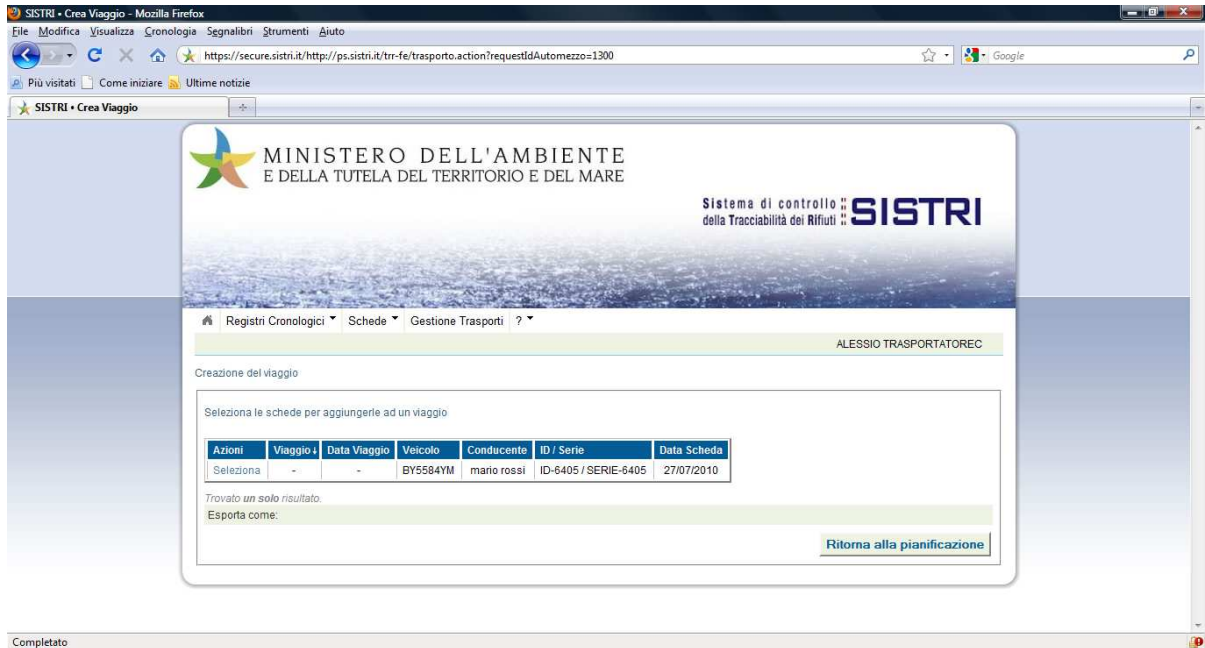 SISTRI • Crea Viaggio - Mozilla Firefox
File Modifica Visualizza Cronologia Segnalibri Strumenti Aiuto
https://secure.sistri.it/http://ps.sistri.it/trr-fe/trasporto.action?requestIdAutomezzo=1300 Google
Più visitati Come iniziare Ultime notizie
SISTRI • Crea Viaggio
MINISTERO DELL'AMBIENTE
E DELLA TUTELA DEL TERRITORIO E DEL MARE
Sistema di controllo
della Tracciabilità dei Rifiuti
SISTRI
Registri Cronologici Schede Gestione Trasporti ?
ALESSIO TRASPORTATOREC
Creazione del viaggio
Seleziona le schede per aggiungerle ad un viaggio
Azioni Viaggio↓ Data Viaggio Veicolo Conducente ID / Serie Data Scheda
Seleziona - - BY5584YM mario rossi ID-6405 / SERIE-6405 27/07/2010
Trovato un solo risultato.
Esporta come:
Ritorna alla pianificazione
Completato